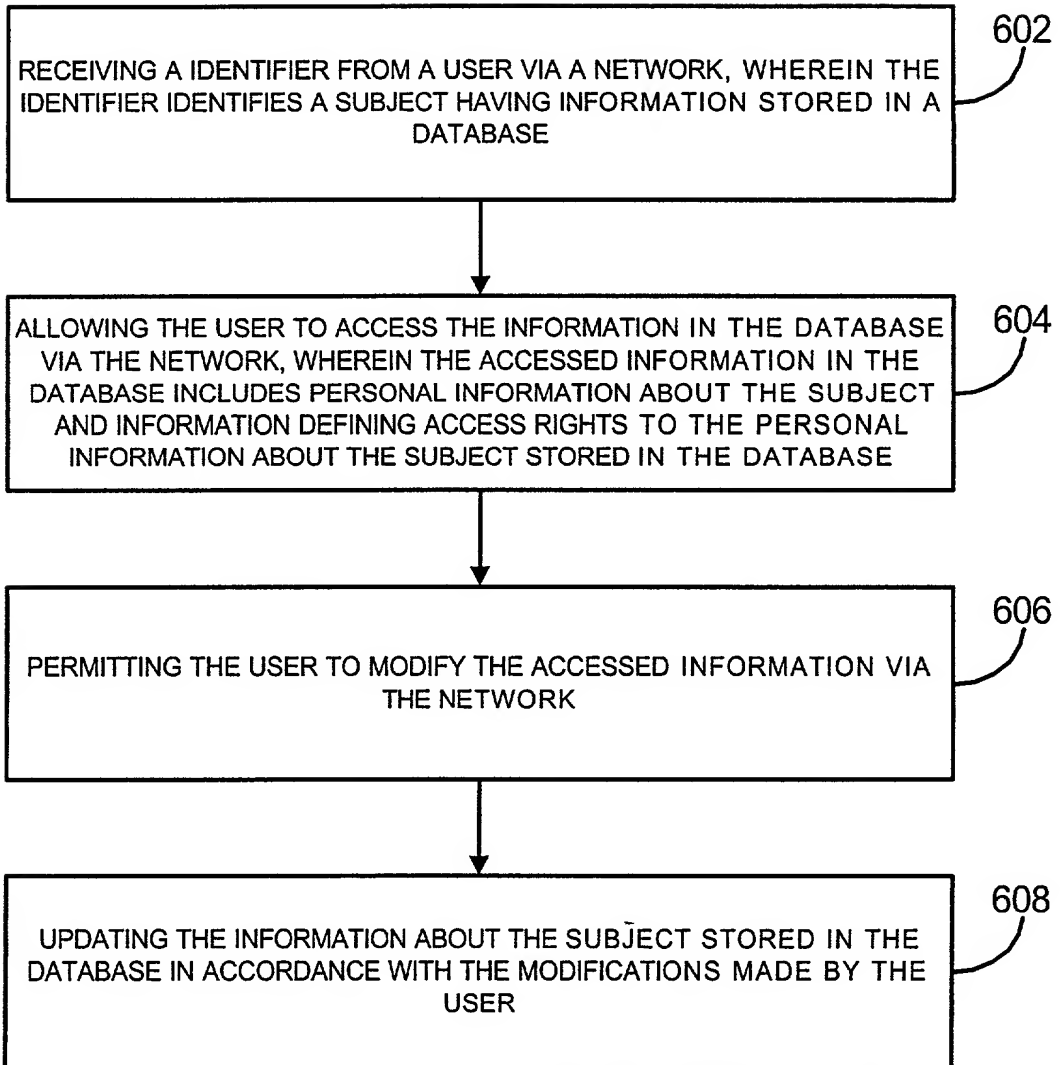 602
RECEIVING A IDENTIFIER FROM A USER VIA A NETWORK, WHEREIN THE
IDENTIFIER IDENTIFIES A SUBJECT HAVING INFORMATION STORED IN A
DATABASE
604
ALLOWING THE USER TO ACCESS THE INFORMATION IN THE DATABASE
VIA THE NETWORK, WHEREIN THE ACCESSED INFORMATION IN THE
DATABASE INCLUDES PERSONAL INFORMATION ABOUT THE SUBJECT
AND INFORMATION DEFINING ACCESS RIGHTS TO THE PERSONAL
INFORMATION ABOUT THE SUBJECT STORED IN THE DATABASE
606
PERMITTING THE USER TO MODIFY THE ACCESSED INFORMATION VIA
THE NETWORK
608
UPDATING THE INFORMATION ABOUT THE SUBJECT STORED IN THE
DATABASE IN ACCORDANCE WITH THE MODIFICATIONS MADE BY THE
USER